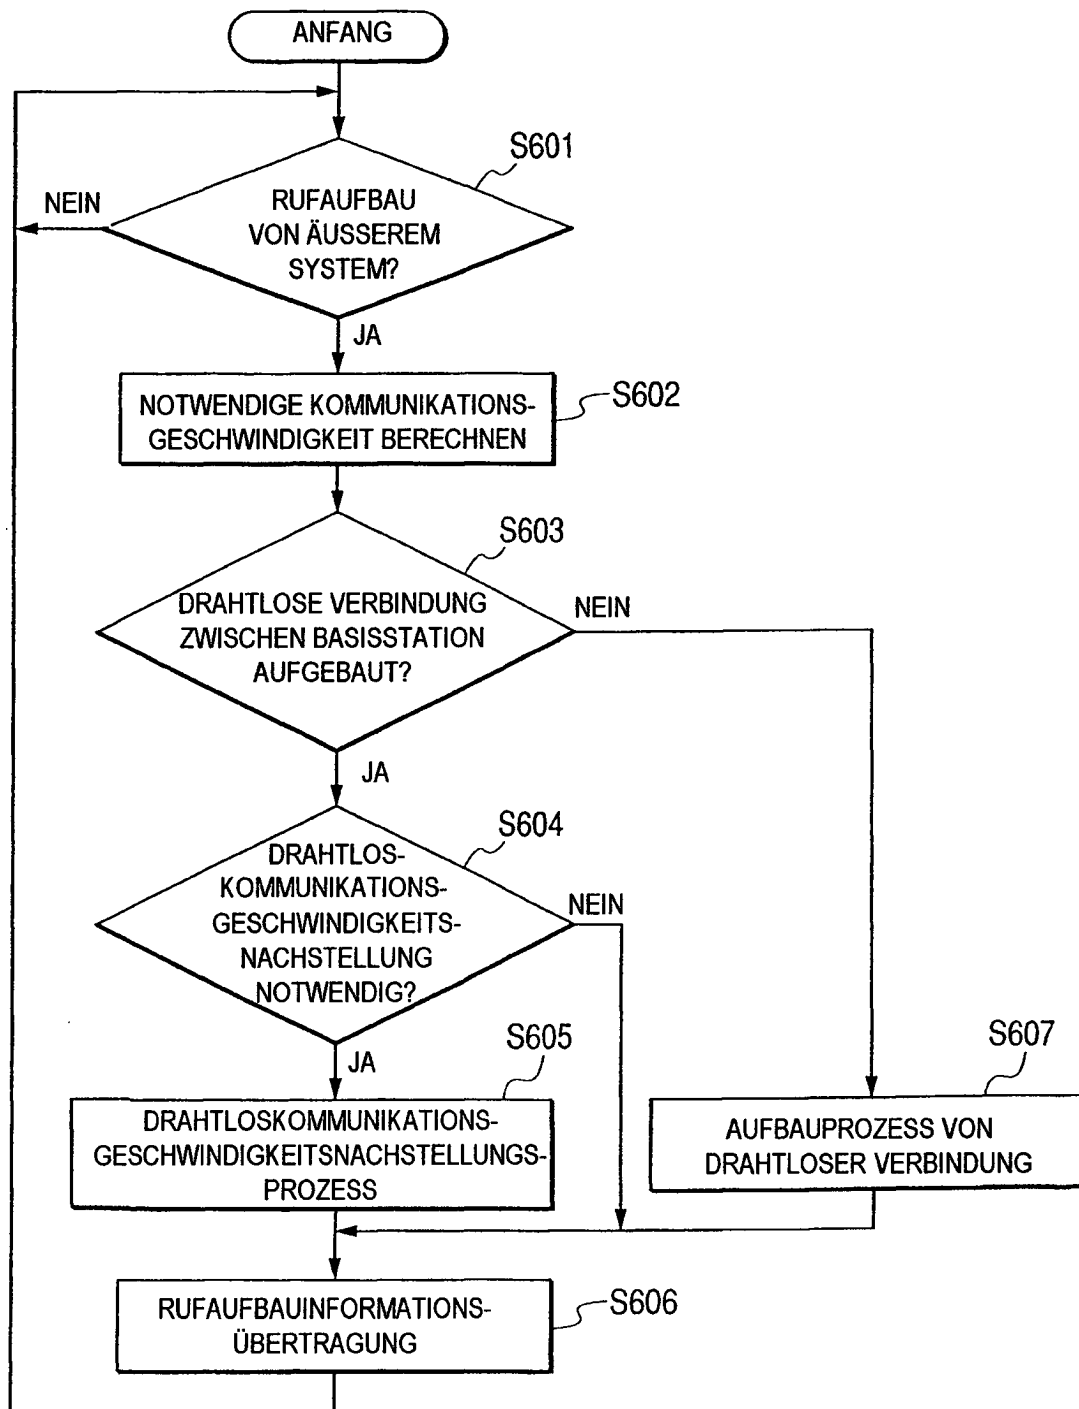 ANFANG
S601
NEIN
RUFAUFBAU
VON ÄUSSEREM
SYSTEM?
JA
NOTWENDIGE KOMMUNIKATIONS-
GESCHWINDIGKEIT BERECHNEN
S602
S603
DRAHTLOSE VERBINDUNG
ZWISCHEN BASISSTATION
AUFGEBAUT?
NEIN
JA
S604
DRAHTLOS-
KOMMUNIKATIONS-
GESCHWINDIGKEITS-
NACHSTELLUNG
NOTWENDIG?
NEIN
JA
S605
DRAHTLOSKOMMUNIKATIONS-
GESCHWINDIGKEITSNACHSTELLUNGS-
PROZESS
S607
AUFBAUPROZESS VON
DRAHTLOSER VERBINDUNG
RUFAUFBAUINFORMATIONS-
ÜBERTRAGUNG
S606